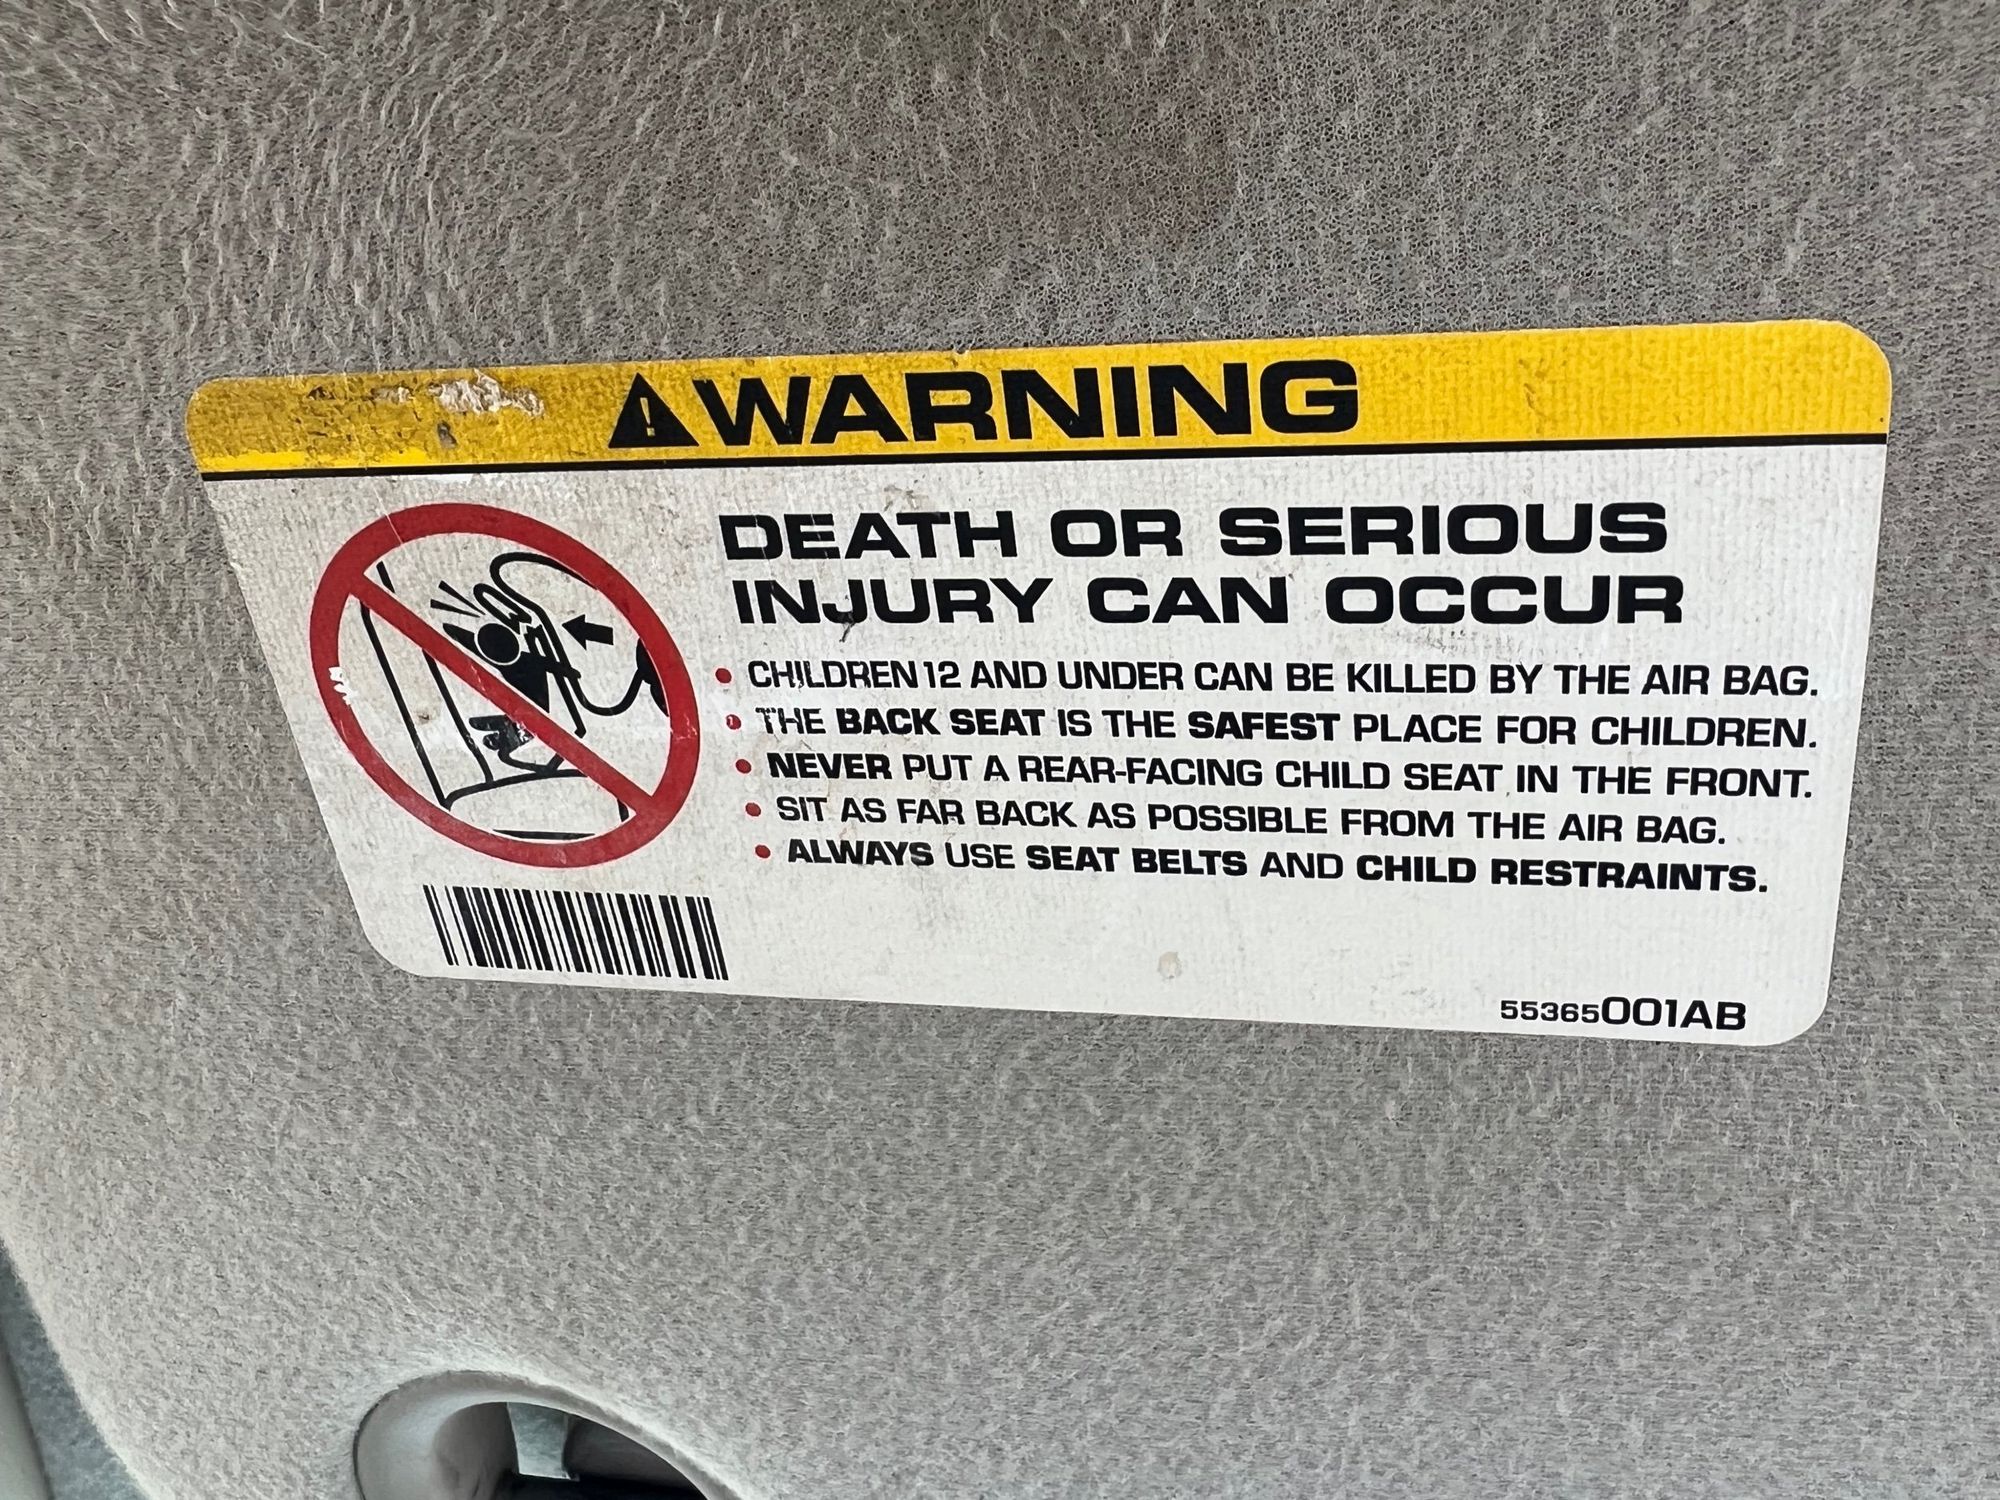 WARNING
DEATH OR SERIOUS
INJURY CAN OCCUR
• CHILDREN 12 AND UNDER CAN BE KILLED BY THE AIR BAG.
• THE BACK SEAT IS THE SAFEST PLACE FOR CHILDREN.
• NEVER PUT A REAR-FACING CHILD SEAT IN THE FRONT.
• SIT AS FAR BACK AS POSSIBLE FROM THE AIR BAG.
• ALWAYS USE SEAT BELTS AND CHILD RESTRAINTS.
55365001AB